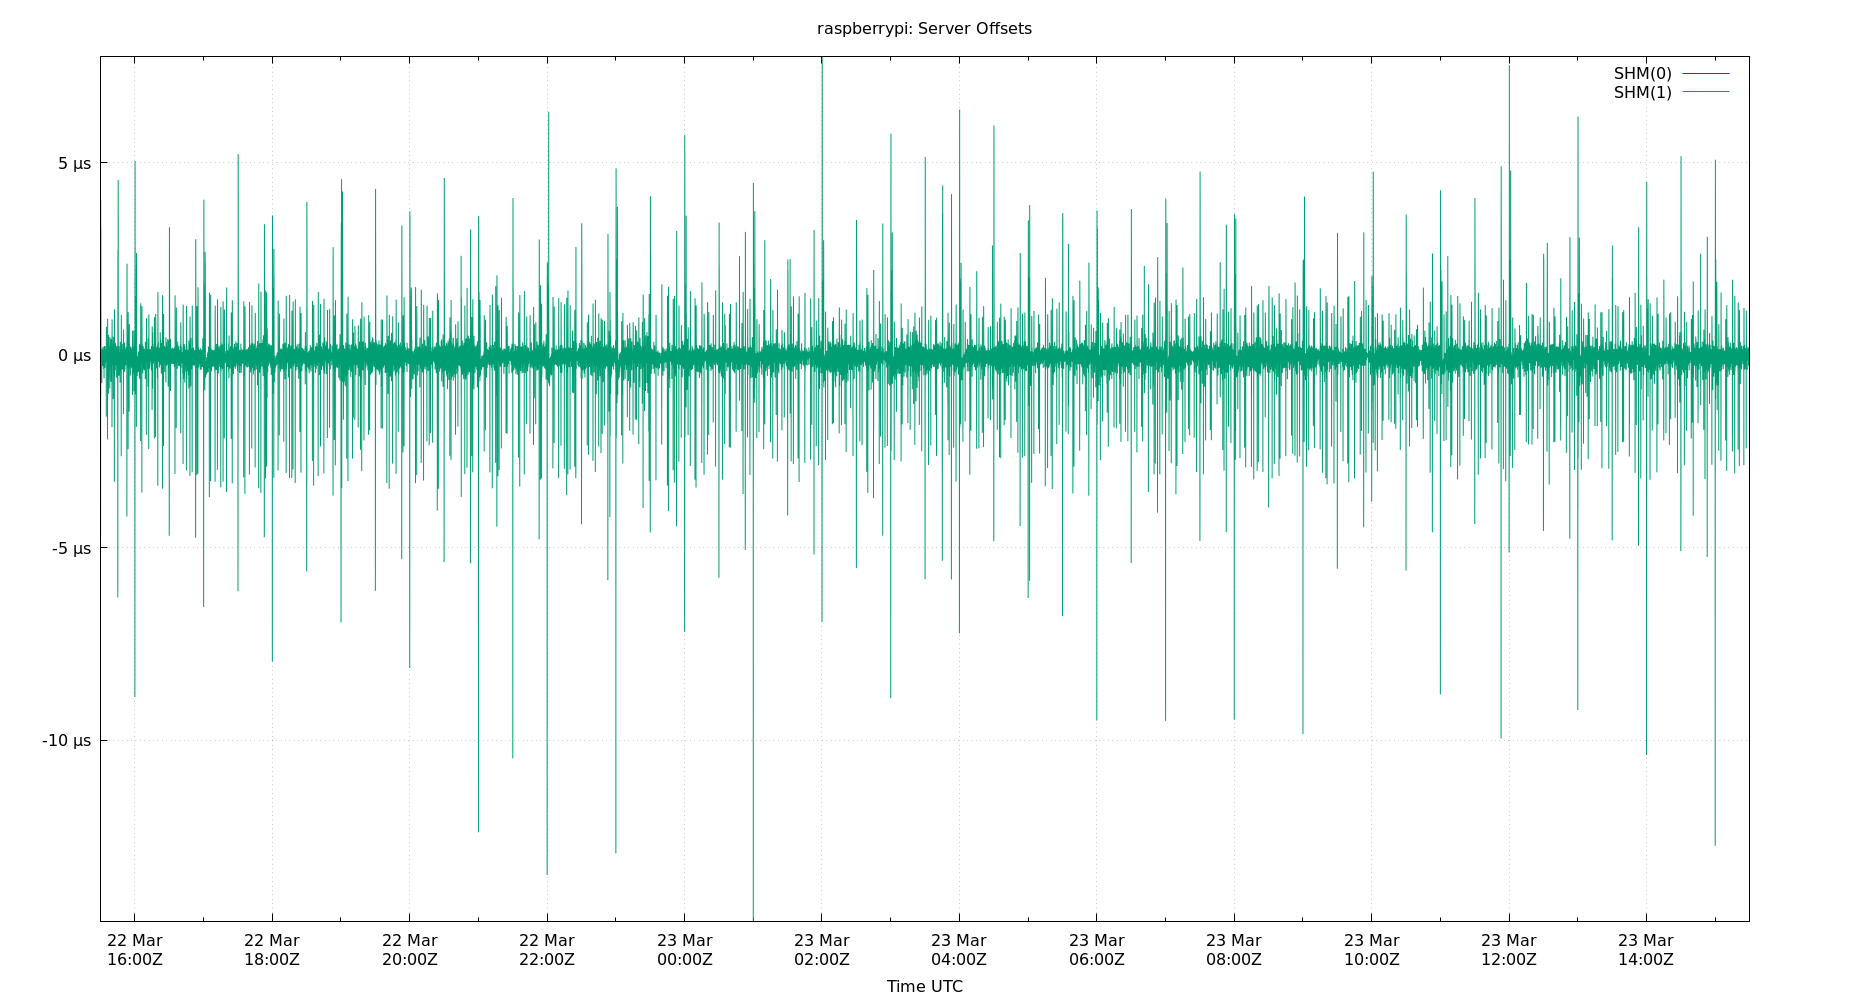 raspberrypi: Server Offsets
SHM(0)
SHM(1)
5 µs
0 µs
-5 µs
-10 µs
22 Mar 22 Mar 22 Mar 22 Mar 23 Mar 23 Mar 23 Mar 23 Mar 23 Mar 23 Mar 23 Mar 23 Mar
16:00Z 18:00Z 20:00Z 22:00Z 00:00Z 02:00Z 04:00Z 06:00Z 08:00Z 10:00Z 12:00Z 14:00Z
Time UTC